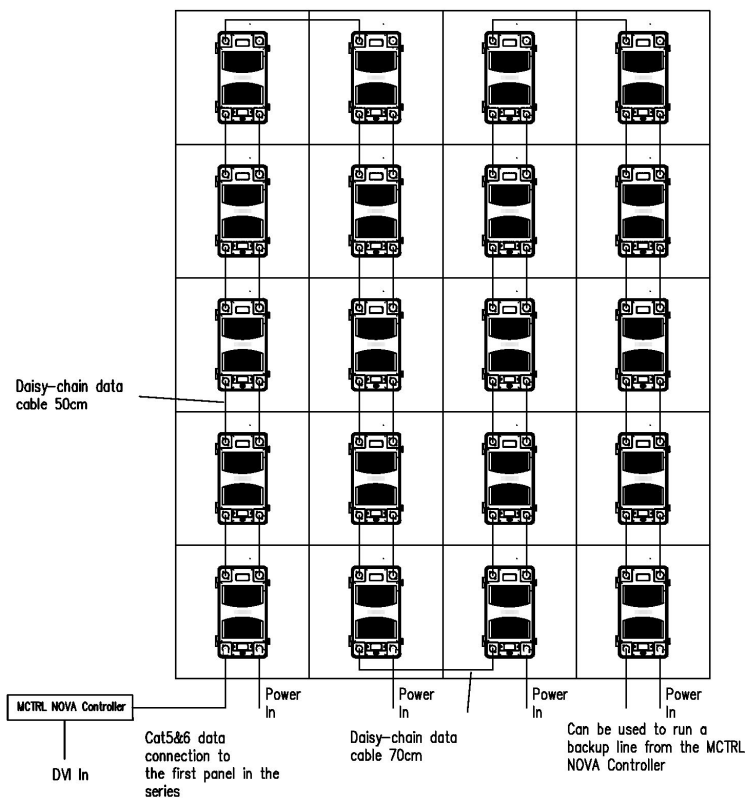 Daisy-chain data
cable 50cm
MCTRL NOVA Controller
DVI In
Cat5&6 data
connection to
the first panel in the
series
Power
In
Power
In
Daisy-chain data
cable 70cm
Power
In
Power
In
Can be used to run a
backup line from the MCTRL
NOVA Controller